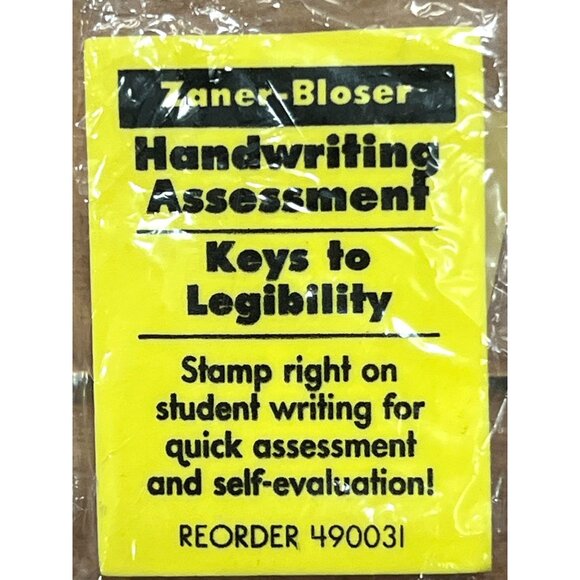 Zaner-Bloser
Handwriting
Assessment
Keys to
Legibility
Stamp right on
student writing for
quick assessment
and self-evaluation!
REORDER 490031